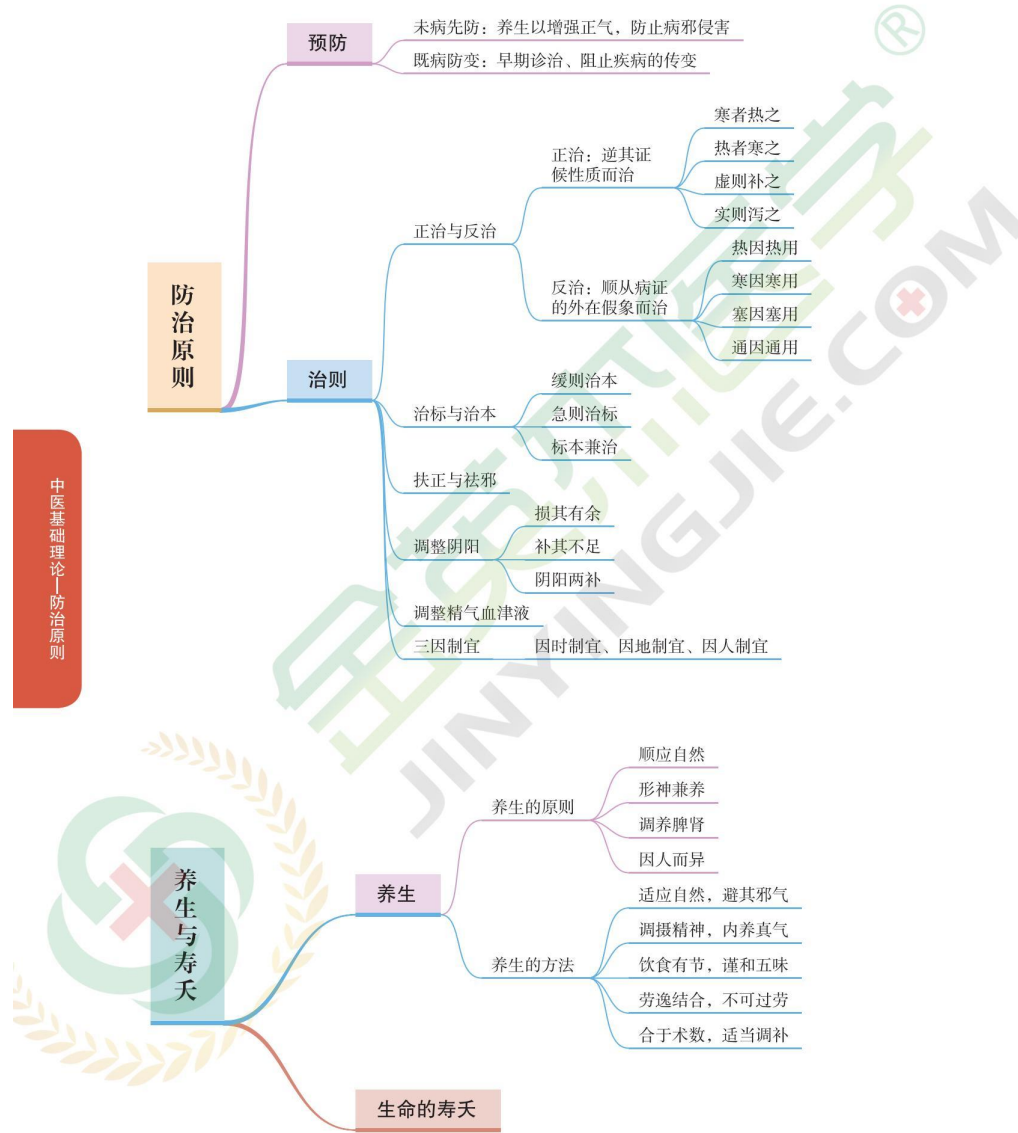 预防
未病先防：养生以增强正气，防止病邪侵害
既病防变：早期诊治、阻止疾病的传变
防治原则
治则
正治与反治
正治：逆其证
候性质而治
寒者热之
热者寒之
虚则补之
实则泻之
反治：顺从病证
的外在假象而治
热因热用
寒因寒用
塞因塞用
通因通用
治标与治本
缓则治本
急则治标
标本兼治
扶正与祛邪
调整阴阳
损其有余
补其不足
阴阳两补
调整精气血津液
三因制宜
因时制宜、因地制宜、因人制宜
中医基础理论—防治原则
养生与寿夭
养生
养生的原则
顺应自然
形神兼养
调养脾肾
因人而异
养生的方法
适应自然，避其邪气
调摄精神，内养真气
饮食有节，谨和五味
劳逸结合，不可过劳
合于术数，适当调补
生命的寿夭
金英杰医学
®
JINYINGJIE.COM